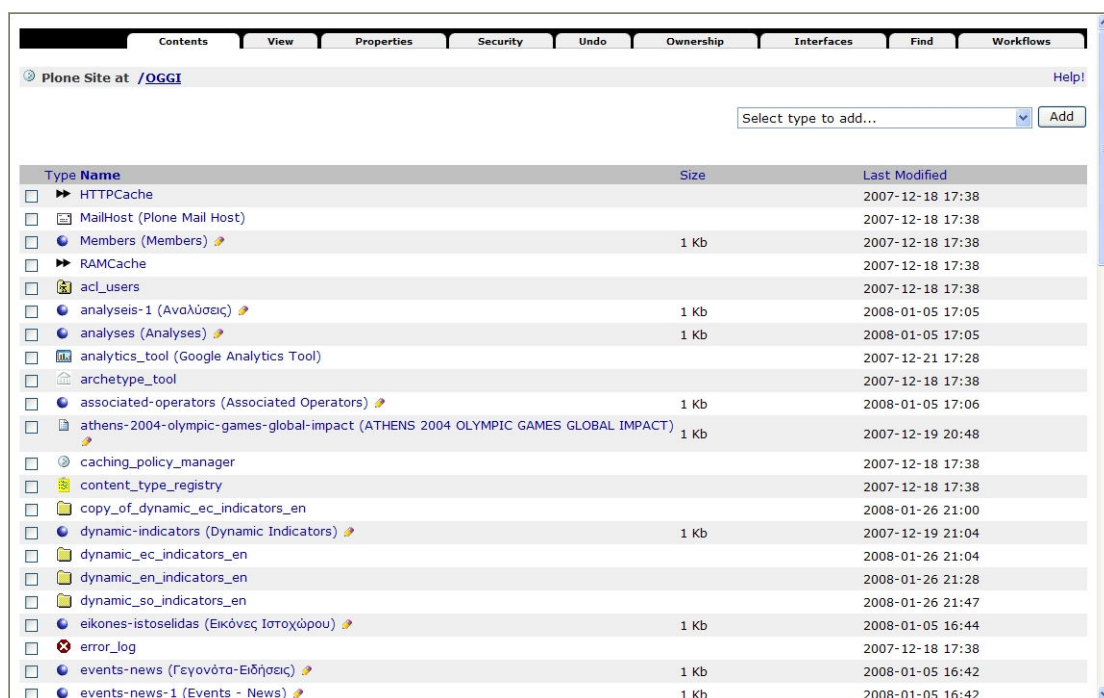 Contents View Properties Security Undo Ownership Interfaces Find Workflows
Plone Site at /OGGI Help!
Select type to add... Add
Type Name Size Last Modified
HTTPCache 2007-12-18 17:38
MailHost (Plone Mail Host) 2007-12-18 17:38
Members (Members) 1 Kb 2007-12-18 17:38
RAMCache 2007-12-18 17:38
acl_users 2007-12-18 17:38
analyseis-1 (Αναλύσεις) 1 Kb 2008-01-05 17:05
analyses (Analyses) 1 Kb 2008-01-05 17:05
analytics_tool (Google Analytics Tool) 2007-12-21 17:28
archetype_tool 2007-12-18 17:38
associated-operators (Associated Operators) 1 Kb 2008-01-05 17:06
athens-2004-olympic-games-global-impact (ATHENS 2004 OLYMPIC GAMES GLOBAL IMPACT) 1 Kb 2007-12-19 20:48
caching_policy_manager 2007-12-18 17:38
content_type_registry 2007-12-18 17:38
copy_of_dynamic_ec_indicators_en 2008-01-26 21:00
dynamic-indicators (Dynamic Indicators) 1 Kb 2007-12-19 21:04
dynamic_ec_indicators_en 2008-01-26 21:04
dynamic_en_indicators_en 2008-01-26 21:28
dynamic_so_indicators_en 2008-01-26 21:47
eikones-istoselidas (Εικόνες Ιστοχώρου) 1 Kb 2008-01-05 16:44
error_log 2007-12-18 17:38
events-news (Γεγονότα-Ειδήσεις) 1 Kb 2008-01-05 16:42
events-news-1 (Events - News) 1 Kb 2008-01-05 16:42